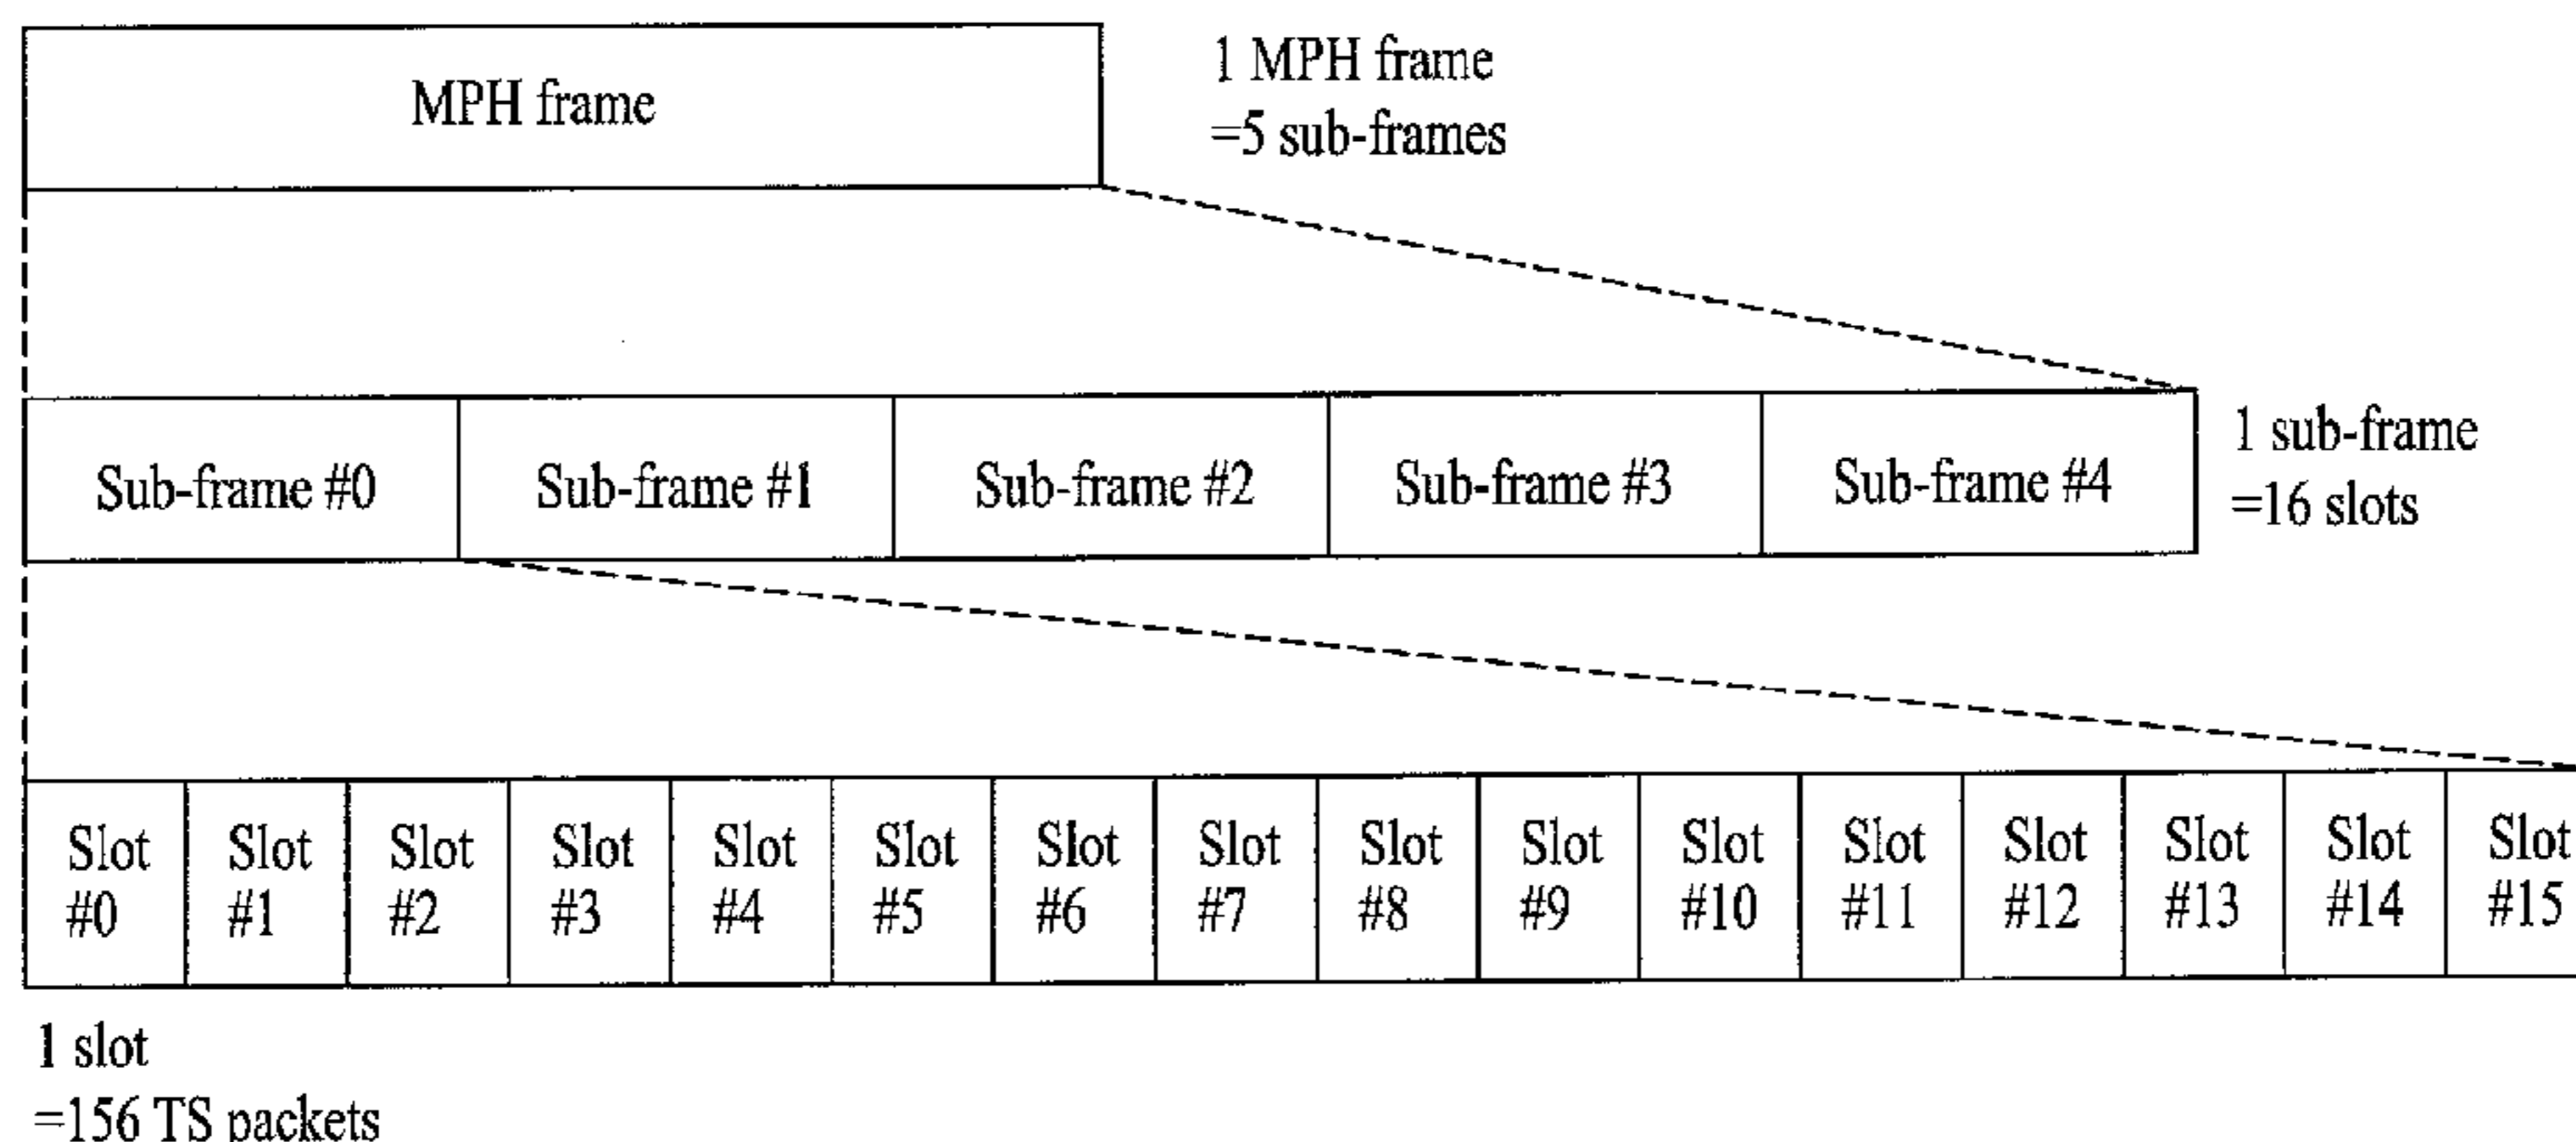 MPH frame
1 MPH frame
=5 sub-frames
Sub-frame #0
Sub-frame #1
Sub-frame #2
Sub-frame #3
Sub-frame #4
1 sub-frame
=16 slots
Slot
#0
Slot
#1
Slot
#2
Slot
#3
Slot
#4
Slot
#5
Slot
#6
Slot
#7
Slot
#8
Slot
#9
Slot
#10
Slot
#11
Slot
#12
Slot
#13
Slot
#14
Slot
#15
1 slot
=156 TS packets